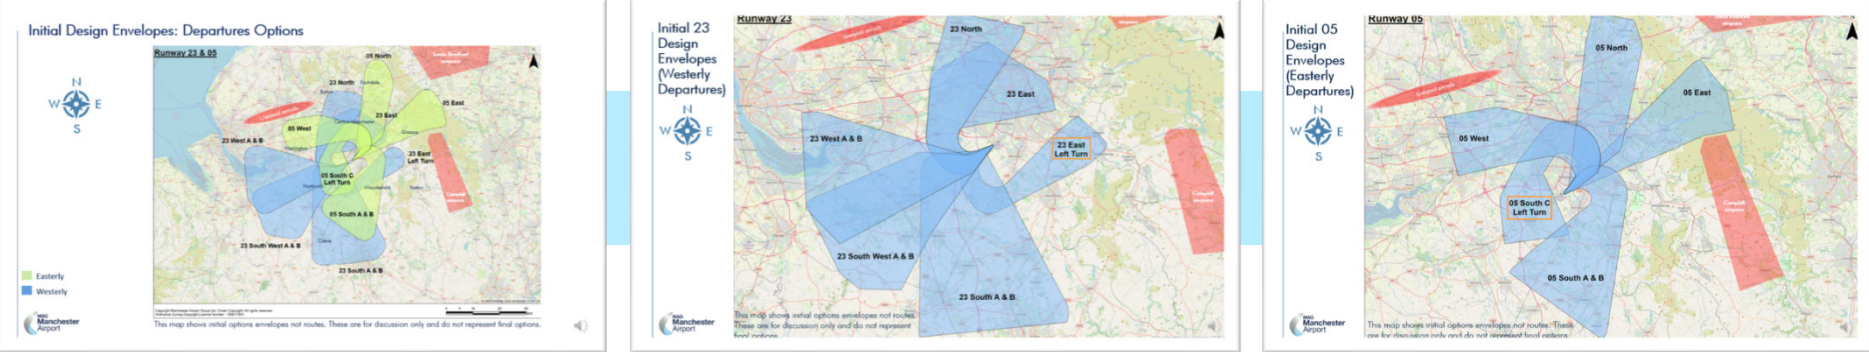 Initial Design Envelopes: Departures Options
N
W E
S
Easterly
Westerly
Runway 23 & 05
05 North
23 North
05 East
23 East
05 West
23 West A & B
23 East
Left Turn
05 South C
Left Turn
05 South A & B
23 South West A & B
23 South A & B
MAG
Manchester
Airport
This map shows initial options envelopes not routes. These are for discussion only and do not represent final options.
Initial 23
Design
Envelopes
(Westerly
Departures)
N
W E
S
Runway 23
23 North
23 East
23 West A & B
23 East
Left Turn
23 South West A & B
23 South A & B
MAG
Manchester
Airport
This map shows initial options envelopes not routes.
These are for discussion only and do not represent
final options.
Initial 05
Design
Envelopes
(Easterly
Departures)
N
W E
S
Runway 05
05 North
05 East
05 West
05 South C
Left Turn
05 South A & B
MAG
Manchester
Airport
This map shows initial options envelopes not routes. These
are for discussion only and do not represent final options.